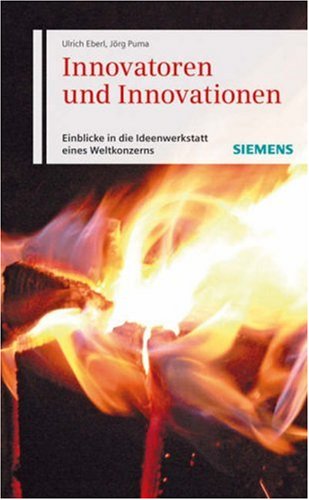 Ulrich Eberl, Jörg Puma
Innovatoren
und Innovationen
Einblicke in die Ideenwerkstatt
eines Weltkonzerns
SIEMENS